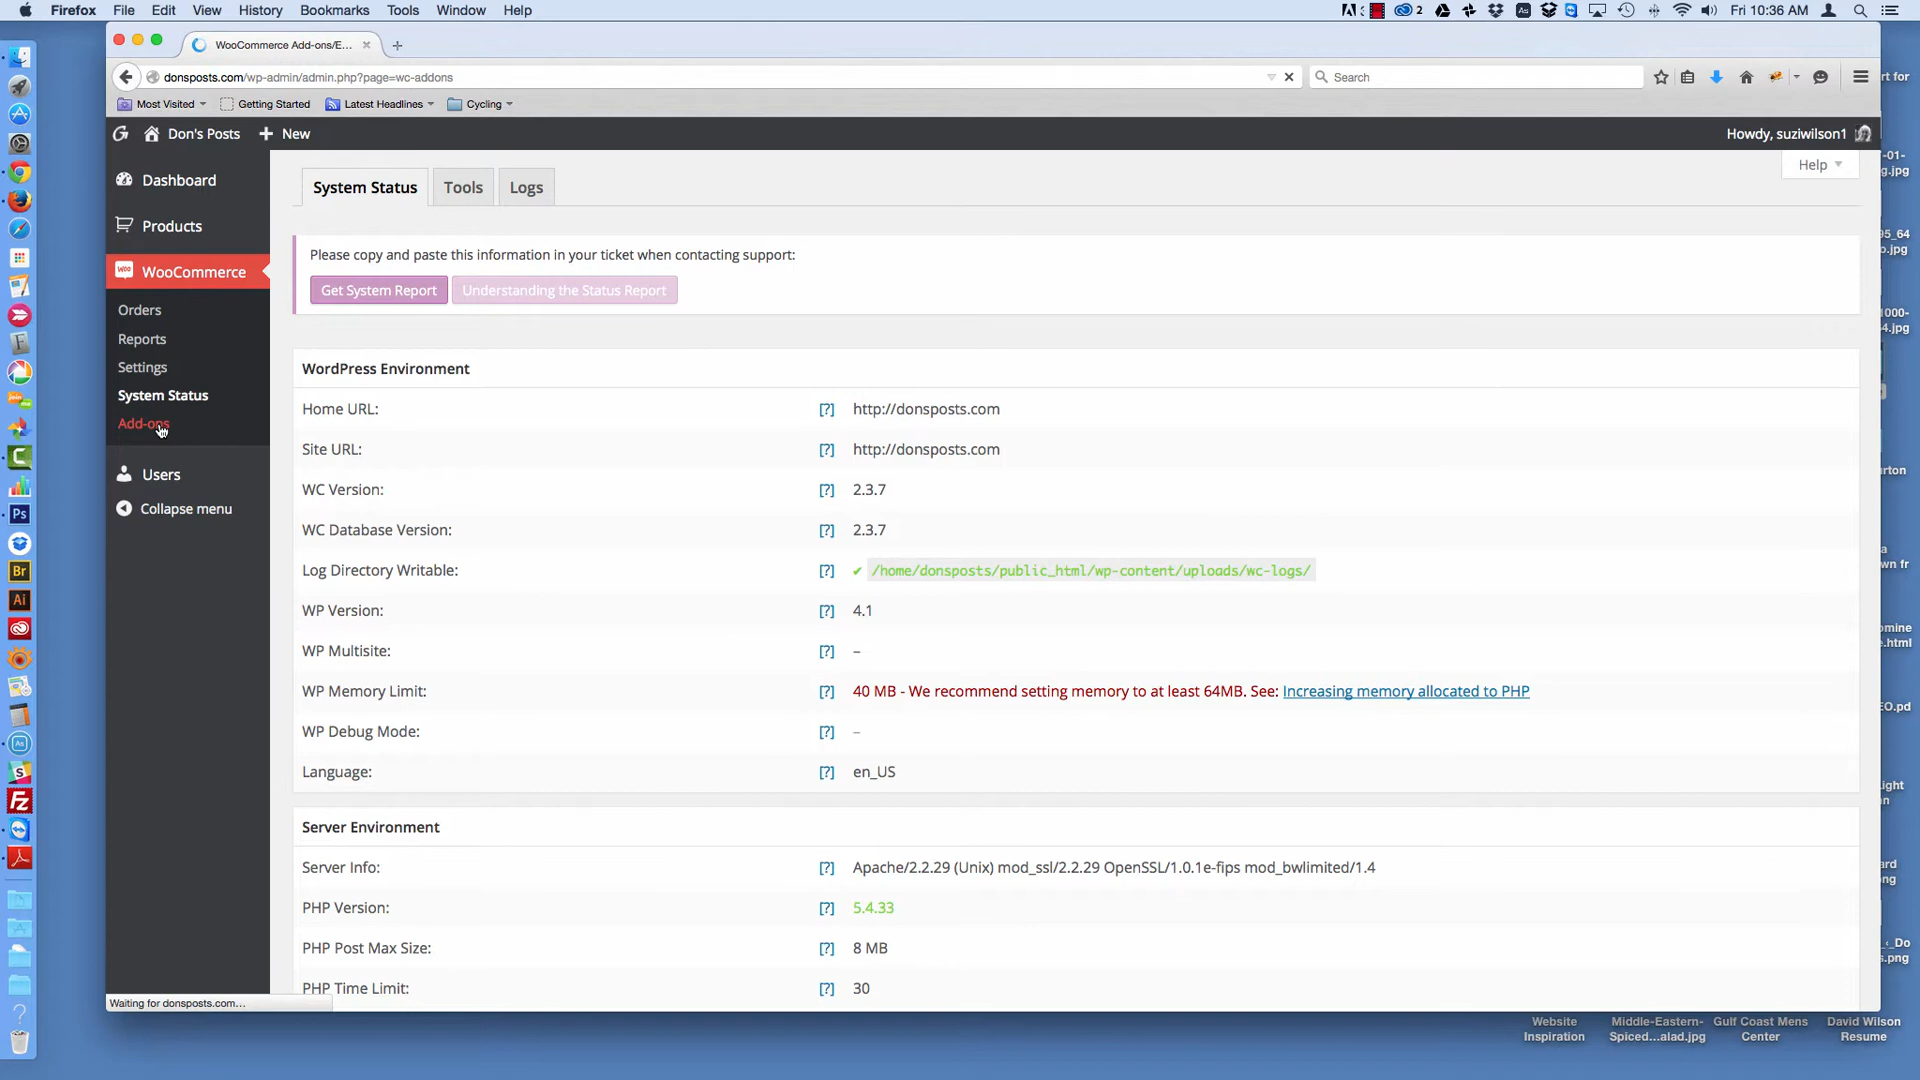 Firefox File Edit View History Bookmarks Tools Window Help
2 Fri 10:36 AM
WooCommerce Add-ons/E...
donsposts.com/wp-admin/admin.php?page=wc-addons
Search
Most Visited Getting Started Latest Headlines Cycling
Don's Posts New
Howdy, suziwilson1
Help
Dashboard
Products
WooCommerce
Orders
Reports
Settings
System Status
Add-ons
Users
Collapse menu
System Status Tools Logs
Please copy and paste this information in your ticket when contacting support:
Get System Report Understanding the Status Report
WordPress Environment
Home URL: [?] http://donsposts.com
Site URL: [?] http://donsposts.com
WC Version: [?] 2.3.7
WC Database Version: [?] 2.3.7
Log Directory Writable: [?] ✔ /home/donsposts/public_html/wp-content/uploads/wc-logs/
WP Version: [?] 4.1
WP Multisite: [?] –
WP Memory Limit: [?] 40 MB - We recommend setting memory to at least 64MB. See: Increasing memory allocated to PHP
WP Debug Mode: [?] –
Language: [?] en_US
Server Environment
Server Info: [?] Apache/2.2.29 (Unix) mod_ssl/2.2.29 OpenSSL/1.0.1e-fips mod_bwlimited/1.4
PHP Version: [?] 5.4.33
PHP Post Max Size: [?] 8 MB
PHP Time Limit: [?] 30
Waiting for donsposts.com...
Ps
Br
Ai
Fz
Website
Inspiration
Middle-Eastern-
Spiced...alad.jpg
Gulf Coast Mens
Center
David Wilson
Resume